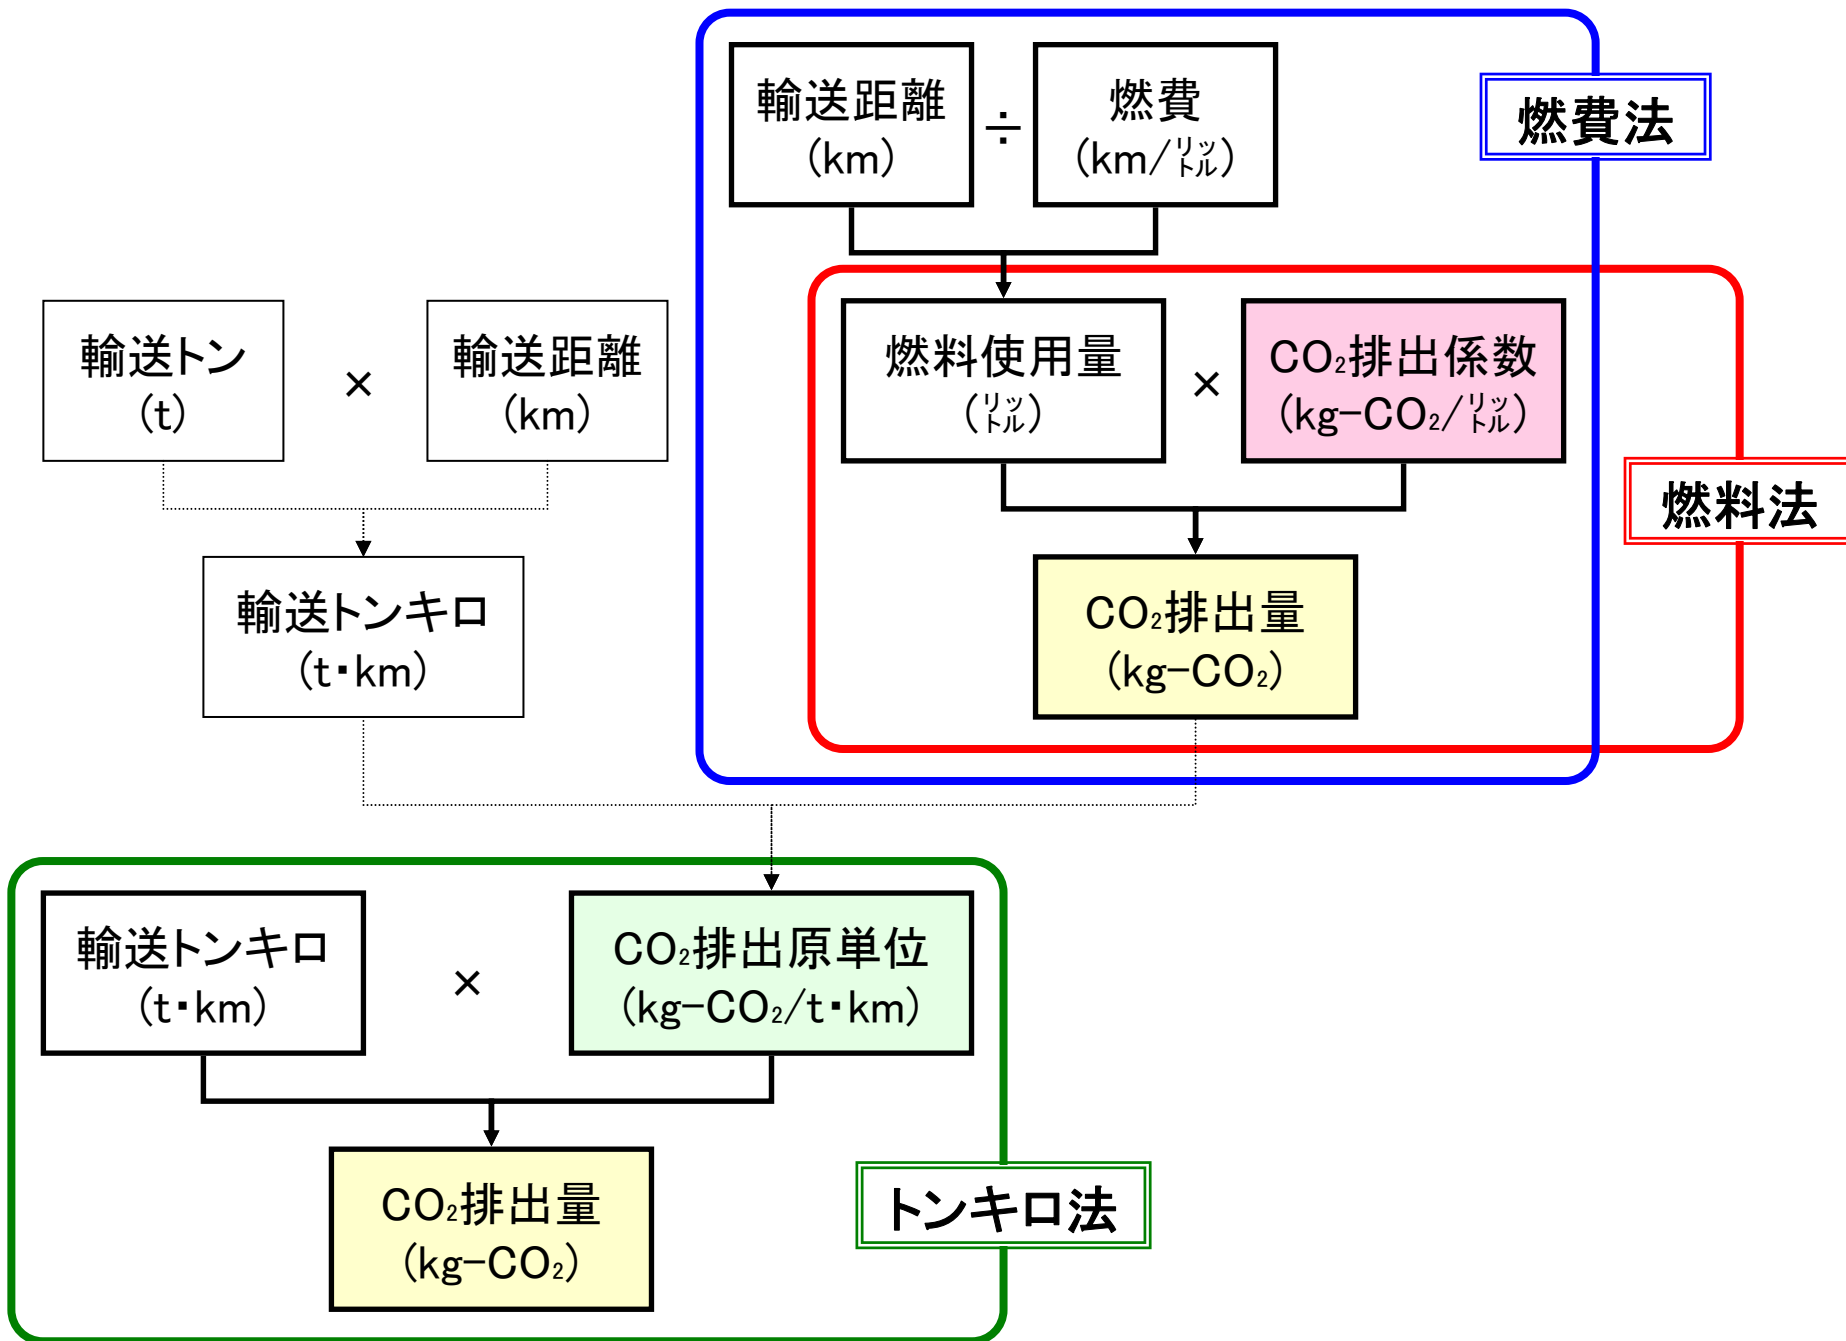 輸送距離
(km)
÷
燃費
(km/リットル)
燃費法
輸送トン
(t)
×
輸送距離
(km)
燃料使用量
(リットル)
×
CO₂排出係数
(kg−CO₂/リットル)
燃料法
輸送トンキロ
(t・km)
CO₂排出量
(kg−CO₂)
輸送トンキロ
(t・km)
×
CO₂排出原単位
(kg−CO₂/t・km)
CO₂排出量
(kg−CO₂)
トンキロ法